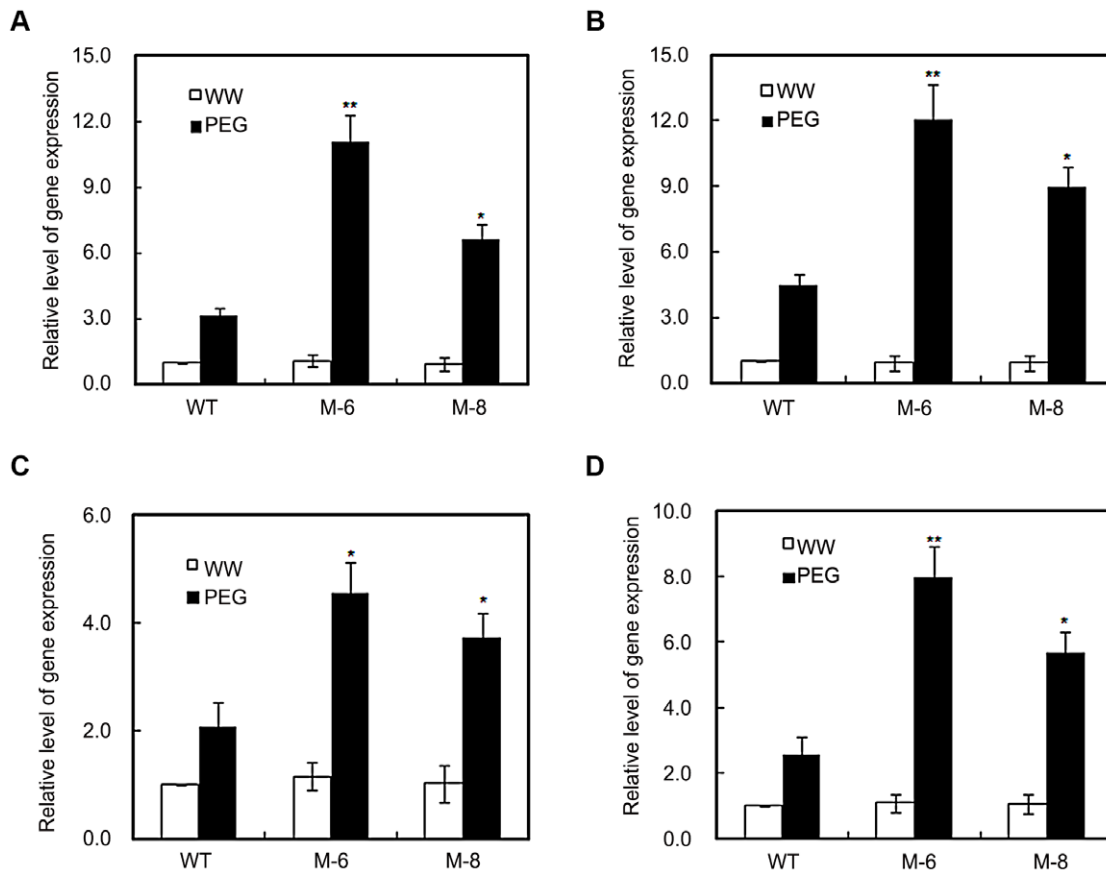 A
Relative level of gene expression
15.0
12.0
9.0
6.0
3.0
0.0
WW
PEG
**
*
WT M-6 M-8
B
Relative level of gene expression
15.0
12.0
9.0
6.0
3.0
0.0
WW
PEG
**
*
WT M-6 M-8
C
Relative level of gene expression
6.0
4.0
2.0
0.0
WW
PEG
*
*
WT M-6 M-8
D
Relative level of gene expression
10.0
8.0
6.0
4.0
2.0
0.0
WW
PEG
**
*
WT M-6 M-8